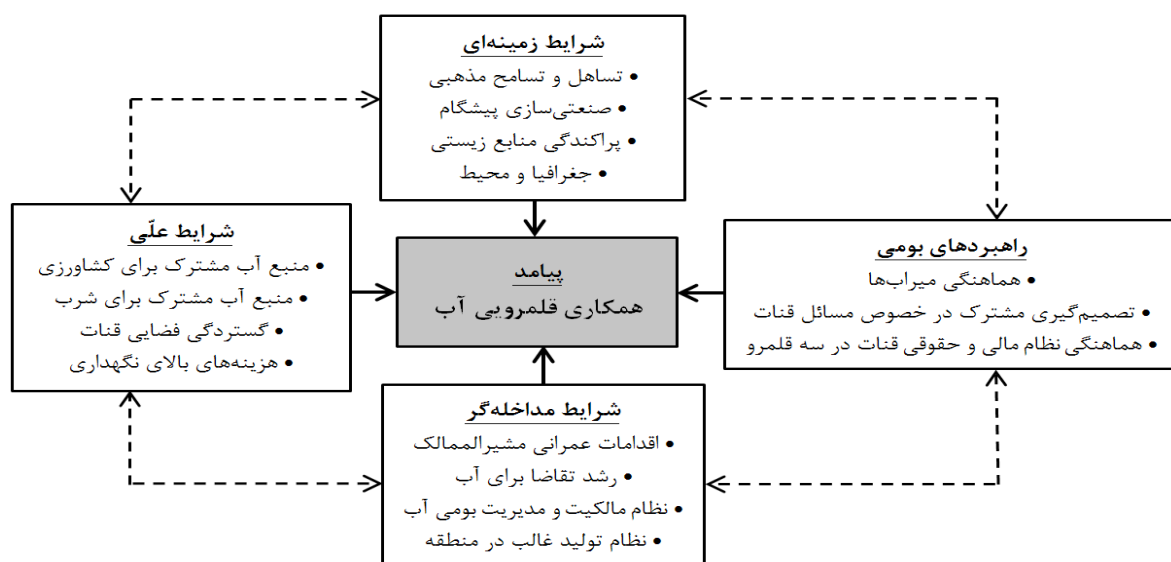 شرایط زمینه‌ای
• تساهل و تسامح مذهبی
• صنعتی‌سازی پیشگام
• پراکندگی منابع زیستی
• جغرافیا و محیط
راهبردهای بومی
• هماهنگی میراب‌ها
• تصمیم‌گیری مشترک در خصوص مسائل قنات
• هماهنگی نظام مالی و حقوقی قنات در سه قلمرو
پیامد
همکاری قلمرویی آب
شرایط علّی
• منبع آب مشترک برای کشاورزی
• منبع آب مشترک برای شرب
• گستردگی فضایی قنات
• هزینه‌های بالای نگهداری
شرایط مداخله‌گر
• اقدامات عمرانی مشیرالممالک
• رشد تقاضا برای آب
• نظام مالکیت و مدیریت بومی آب
• نظام تولید غالب در منطقه